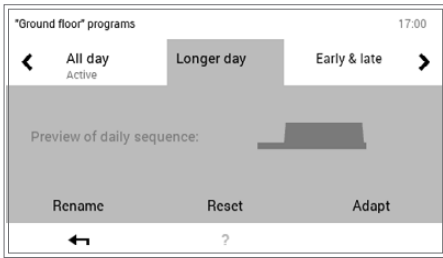 "Ground floor" programs 17:00
All day Longer day Early & late
Active
Preview of daily sequence:
Rename Reset Adapt
?